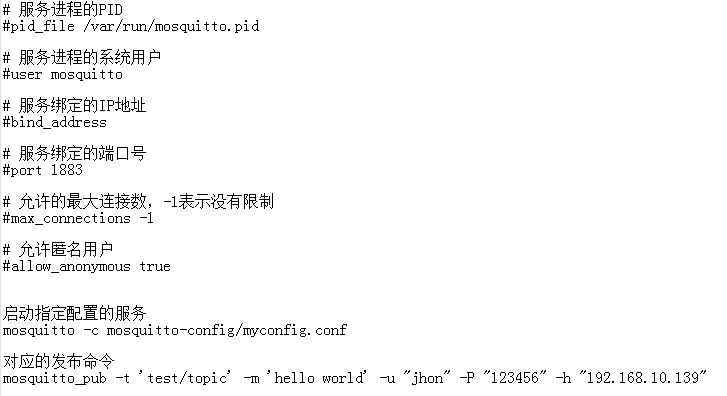 # 服务进程的PID
#pid_file /var/run/mosquitto.pid
# 服务进程的系统用户
#user mosquitto
# 服务绑定的IP地址
#bind_address
# 服务绑定的端口号
#port 1883
# 允许的最大连接数，-1表示没有限制
#max_connections -1
# 允许匿名用户
#allow_anonymous true
启动指定配置的服务
mosquitto -c mosquitto-config/myconfig.conf
对应的发布命令
mosquitto_pub -t 'test/topic' -m 'hello world' -u "jhon" -P "123456" -h "192.168.10.139"